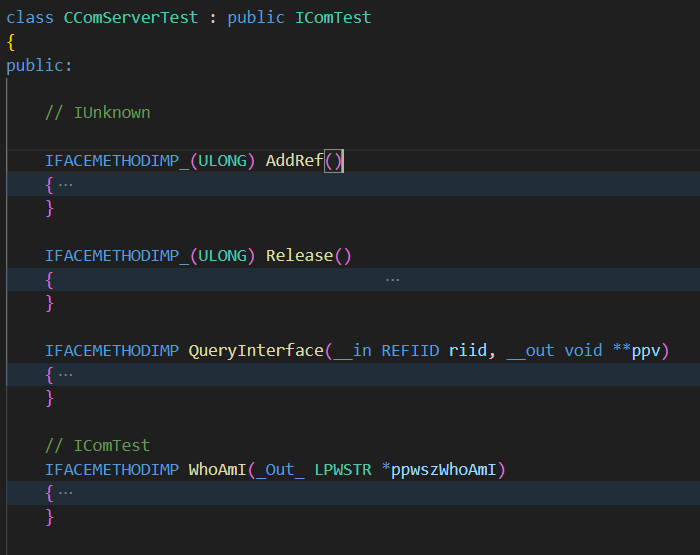 class CComServerTest : public IComTest
{
public:
// IUnknown
IFACEMETHODIMP_(ULONG) AddRef()
{ ···
}
IFACEMETHODIMP_(ULONG) Release()
{ ···
}
IFACEMETHODIMP QueryInterface(__in REFIID riid, __out void **ppv)
{ ···
}
// IComTest
IFACEMETHODIMP WhoAmI(_Out_ LPWSTR *ppwszWhoAmI)
{ ···
}